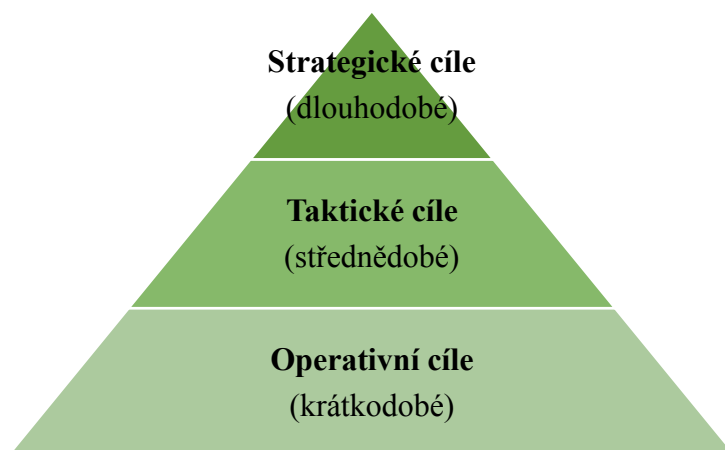 Strategické cíle
(dlouhodobé)
Taktické cíle
(střednědobé)
Operativní cíle
(krátkodobé)